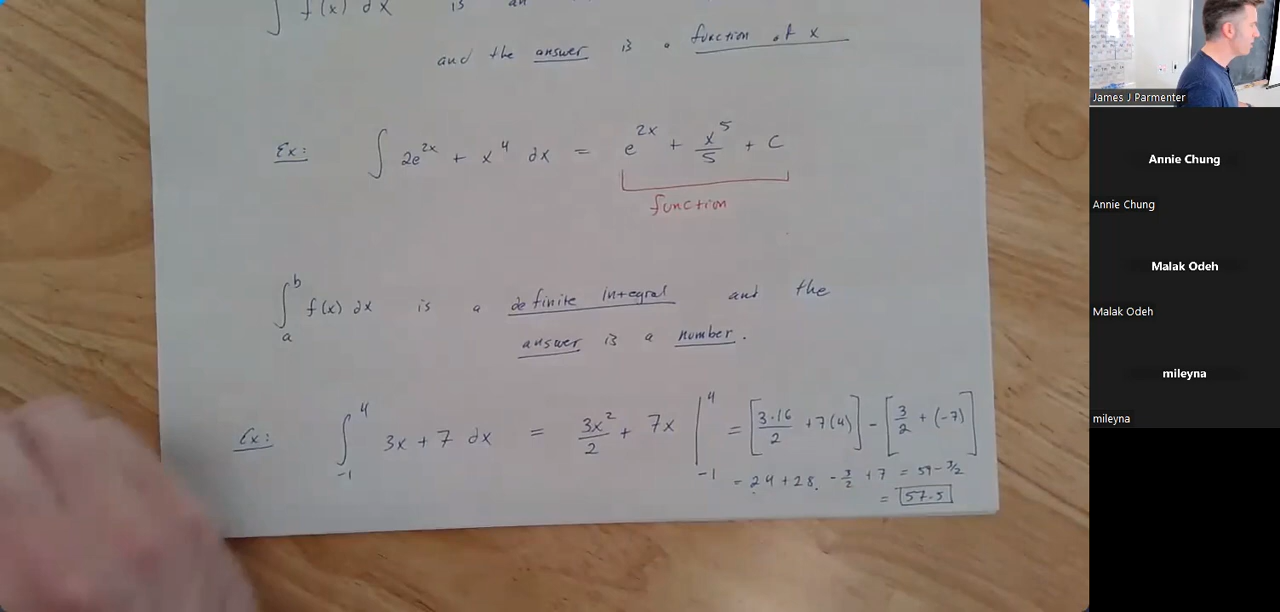 ∫ f(x) dx is an
and the answer is a function of x
James J Parmenter
Ex: ∫ 2e^{2x} + x^4 dx = e^{2x} + x^5/5 + C
function
Annie Chung
Annie Chung
Malak Odeh
∫_a^b f(x) dx is a definite integral and the
Malak Odeh
answer is a number.
mileyna
mileyna
Ex: ∫_{-1}^4 3x + 7 dx = 3x²/2 + 7x |_{-1}^4 = [3·16/2 + 7(4)] - [3/2 + (-7)]
= 24 + 28 - 3/2 + 7 = 59 - 3/2
= 57.5